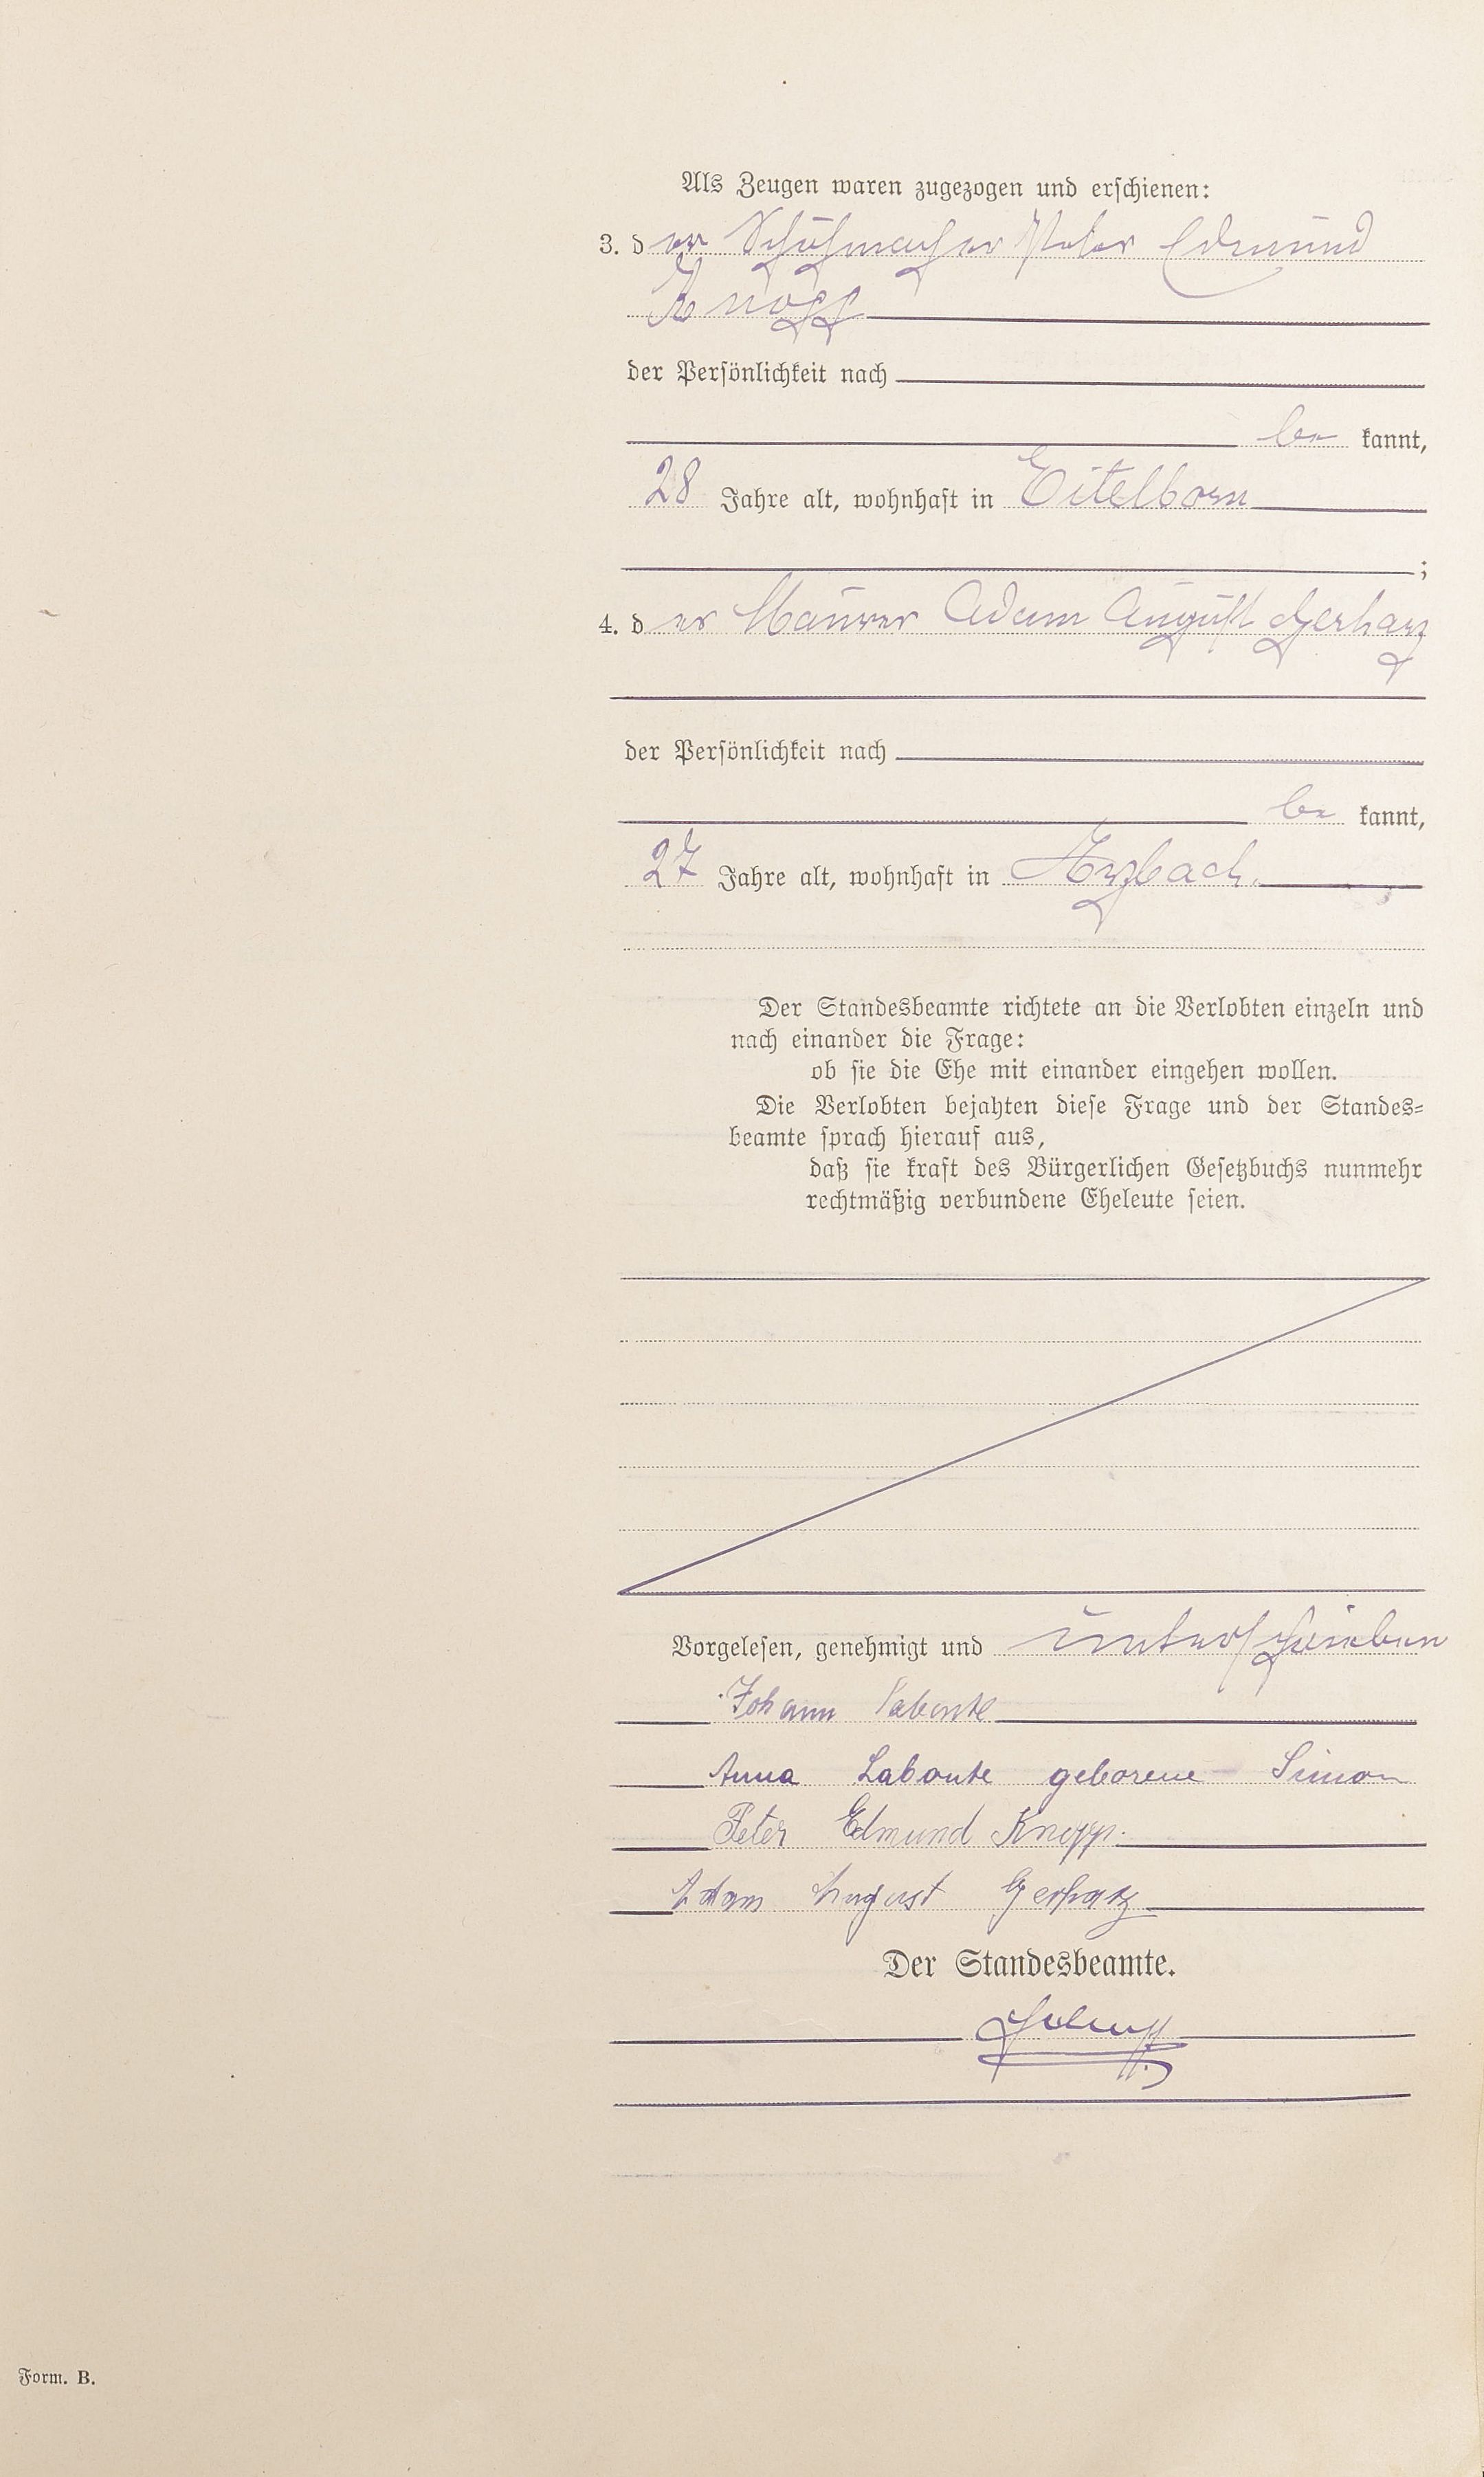 Als Zeugen waren zugezogen und erschienen:
3. der Schuhmacher Peter Edmund
Knopp
der Persönlichkeit nach
be kannt,
28 Jahre alt, wohnhaft in Eitelborn
;
4. der Maurer Adam August Gerharz
der Persönlichkeit nach
be kannt,
27 Jahre alt, wohnhaft in Arzbach.
Der Standesbeamte richtete an die Verlobten einzeln und
nach einander die Frage:
ob sie die Ehe mit einander eingehen wollen.
Die Verlobten bejahten diese Frage und der Standes-
beamte sprach hierauf aus,
daß sie kraft des Bürgerlichen Gesetzbuchs nunmehr
rechtmäßig verbundene Eheleute seien.
Vorgelesen, genehmigt und unterschrieben
Johann Labonte
Anna Labonte geborene Simon
Peter Edmund Knopp.
Adam August Gerharz
Der Standesbeamte.
Form. B.